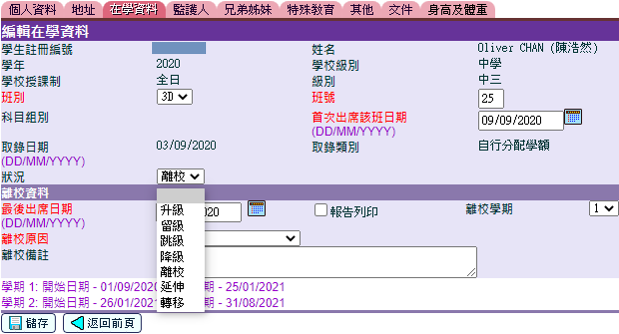 個人資料 地址 在學資料 監護人 兄弟姊妹 特殊教育 其他 文件 身高及體重
編輯在學資料
學生註冊編號 姓名 Oliver CHAN (陳浩然)
學年 2020 學校級別 中學
學校授課制 全日 級別 中三
班別 3D 班號 25
科目組別 首次出席該班日期 09/09/2020
(DD/MM/YYYY)
取錄日期 03/09/2020 取錄類別 自行分配學額
(DD/MM/YYYY)
狀況 離校
離校資料
最後出席日期 升級 020 報告列印 離校學期 1
(DD/MM/YYYY) 留級
離校原因 跳級
離校備註 降級
離校
學期 1: 開始日期 - 01/09/2020 延伸 日期 - 25/01/2021
學期 2: 開始日期 - 26/01/2021 轉移 日期 - 31/08/2021
儲存 返回前頁